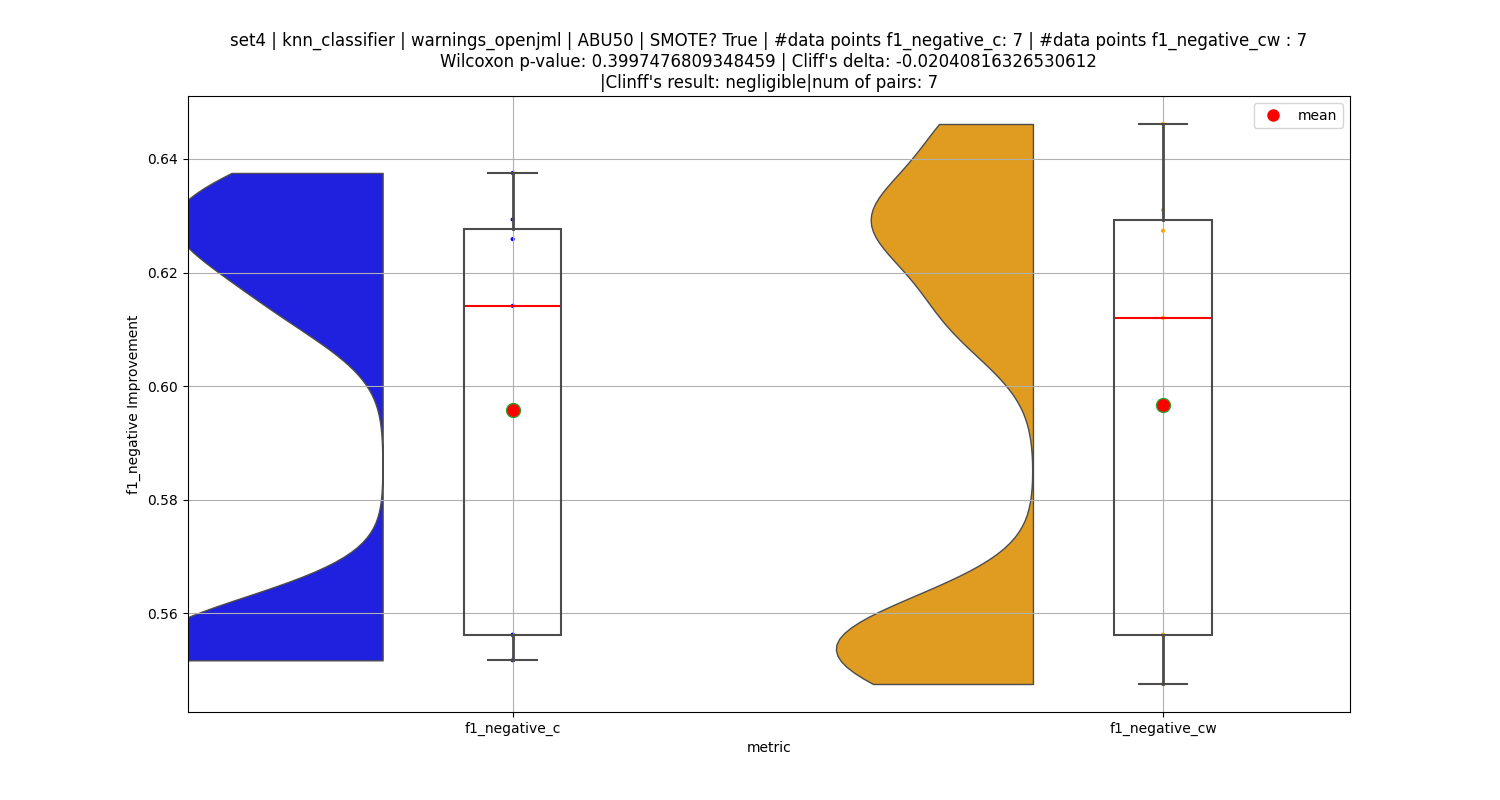 set4 | knn_classifier | warnings_openjml | ABU50 | SMOTE? True | #data points f1_negative_c: 7 | #data points f1_negative_cw : 7
Wilcoxon p-value: 0.3997476809348459 | Cliff's delta: -0.02040816326530612
|Clinff's result: negligible|num of pairs: 7
mean
0.64
0.62
0.60
0.58
0.56
f1_negative Improvement
f1_negative_c
f1_negative_cw
metric